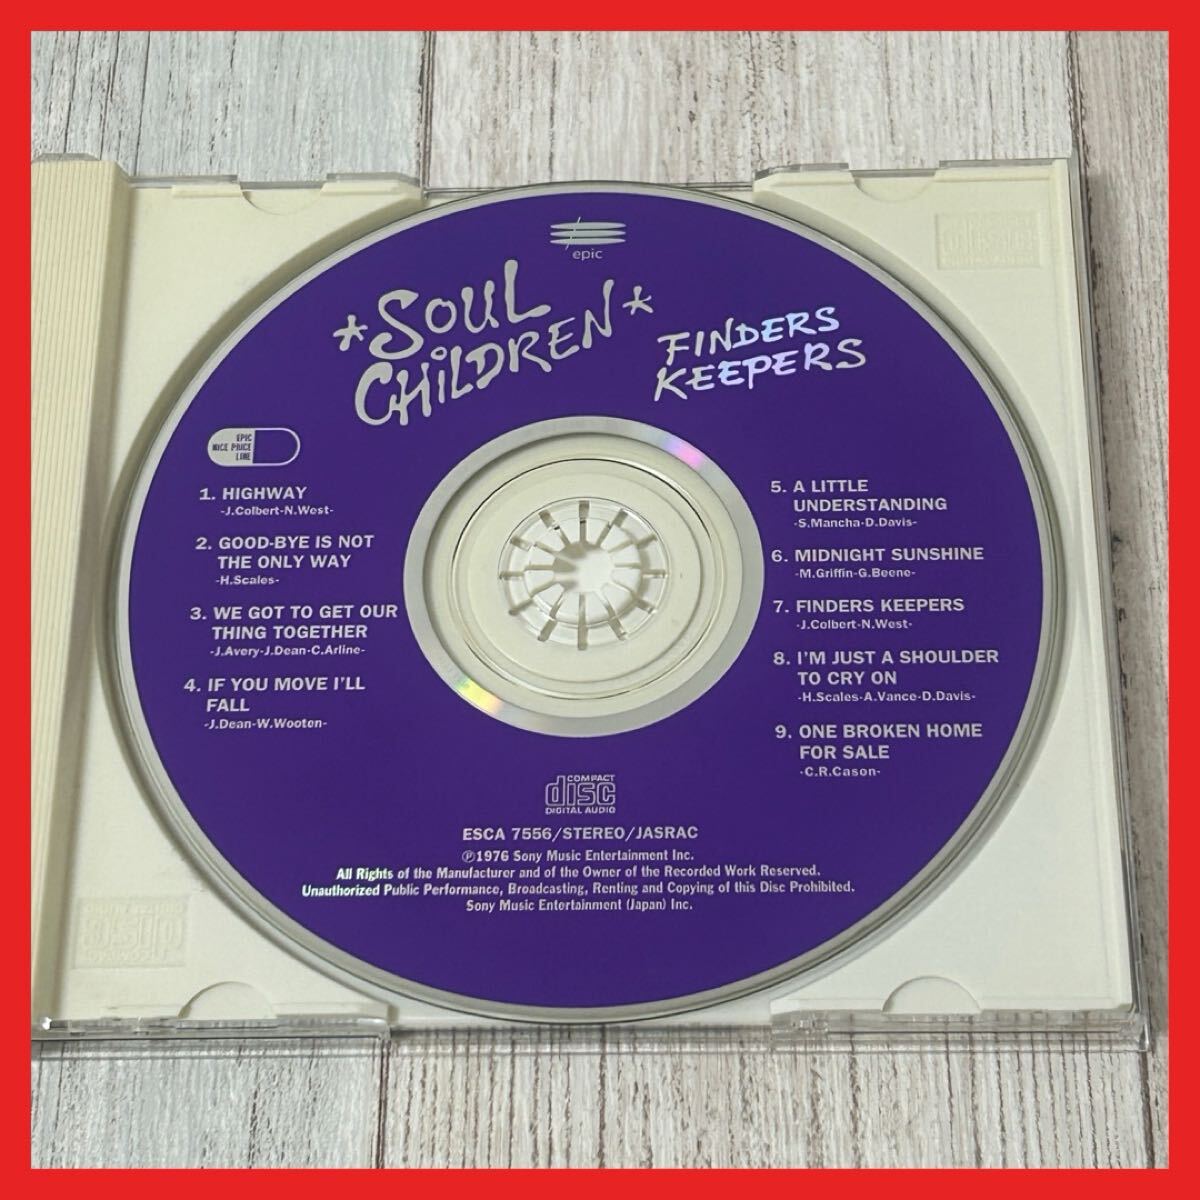 epic
*SOUL
CHiLDREN*
FINDERS
KEEPERS
EPIC
NICE PRICE
LINE
1. HIGHWAY
-J.Colbert-N.West-
2. GOOD-BYE IS NOT
THE ONLY WAY
-H.Scales-
3. WE GOT TO GET OUR
THING TOGETHER
-J.Avery-J.Dean-C.Arline-
4. IF YOU MOVE I'LL
FALL
-J.Dean-W.Wooten-
5. A LITTLE
UNDERSTANDING
-S.Mancha-D.Davis-
6. MIDNIGHT SUNSHINE
-M.Griffin-G.Beene-
7. FINDERS KEEPERS
-J.Colbert-N.West-
8. I'M JUST A SHOULDER
TO CRY ON
-H.Scales-A.Vance-D.Davis-
9. ONE BROKEN HOME
FOR SALE
-C.R.Cason-
COMPACT
disc
DIGITAL AUDIO
ESCA 7556/STEREO/JASRAC
Ⓟ1976 Sony Music Entertainment Inc.
All Rights of the Manufacturer and of the Owner of the Recorded Work Reserved.
Unauthorized Public Performance, Broadcasting, Renting and Copying of this Disc Prohibited.
Sony Music Entertainment (Japan) Inc.